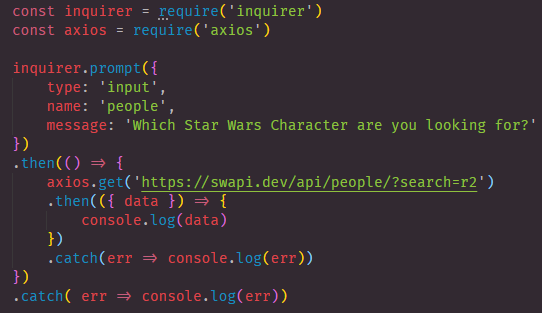 const inquirer = require('inquirer')
const axios = require('axios')

inquirer.prompt({
    type: 'input',
    name: 'people',
    message: 'Which Star Wars Character are you looking for?'
})
.then(() => {
    axios.get('https://swapi.dev/api/people/?search=r2')
    .then(({ data }) => {
        console.log(data)
    })
    .catch(err => console.log(err))
})
.catch( err => console.log(err))